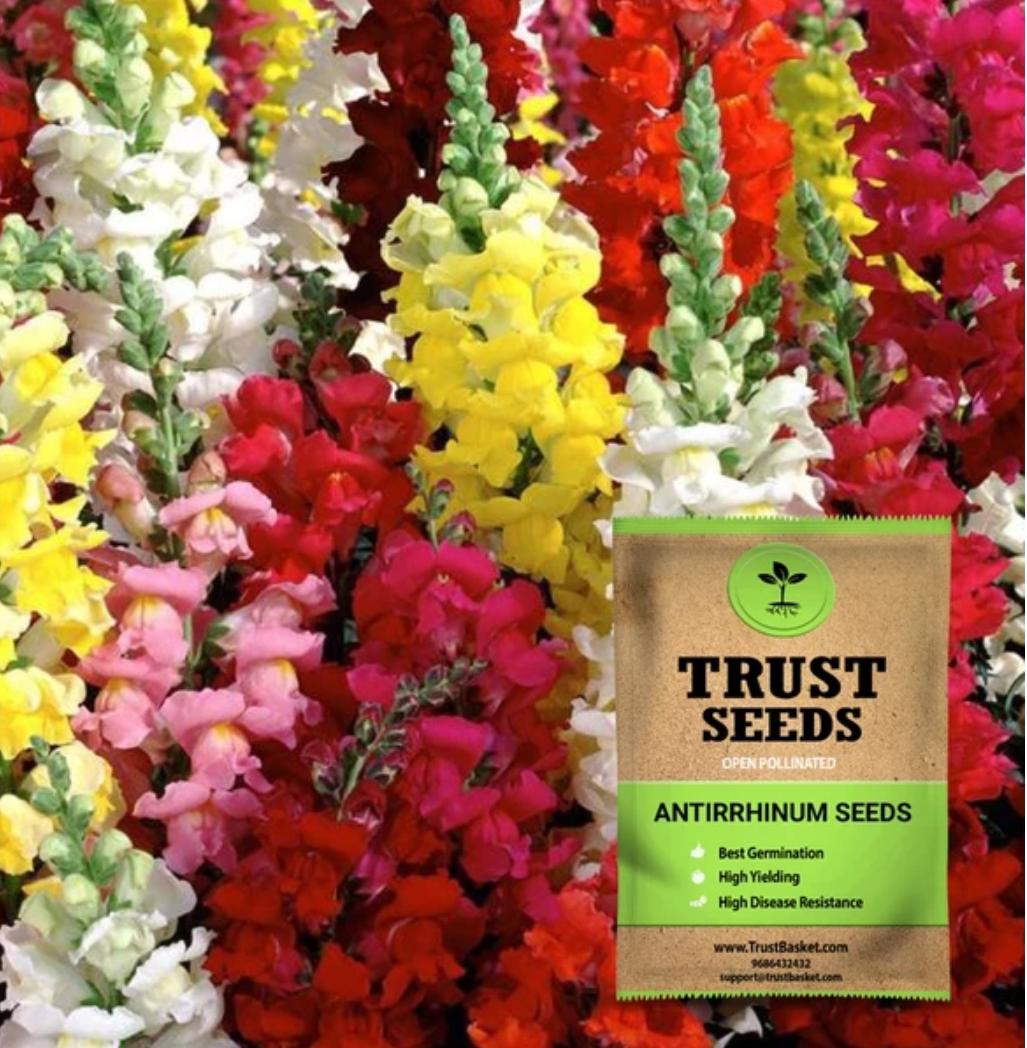 TRUST
SEEDS
OPEN POLLINATED
ANTIRRHINUM SEEDS
Best Germination
High Yielding
High Disease Resistance
www.TrustBasket.com
9686432432
support@trustbasket.com